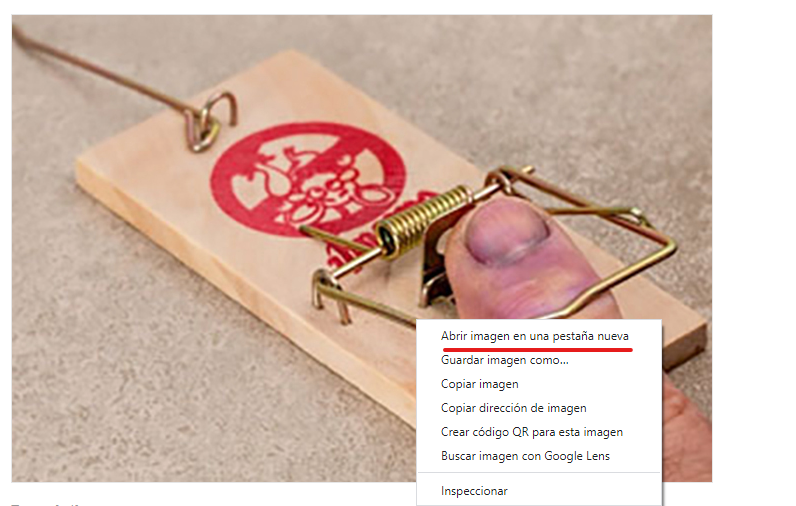 Abrir imagen en una pestaña nueva
Guardar imagen como...
Copiar imagen
Copiar dirección de imagen
Crear código QR para esta imagen
Buscar imagen con Google Lens
Inspeccionar